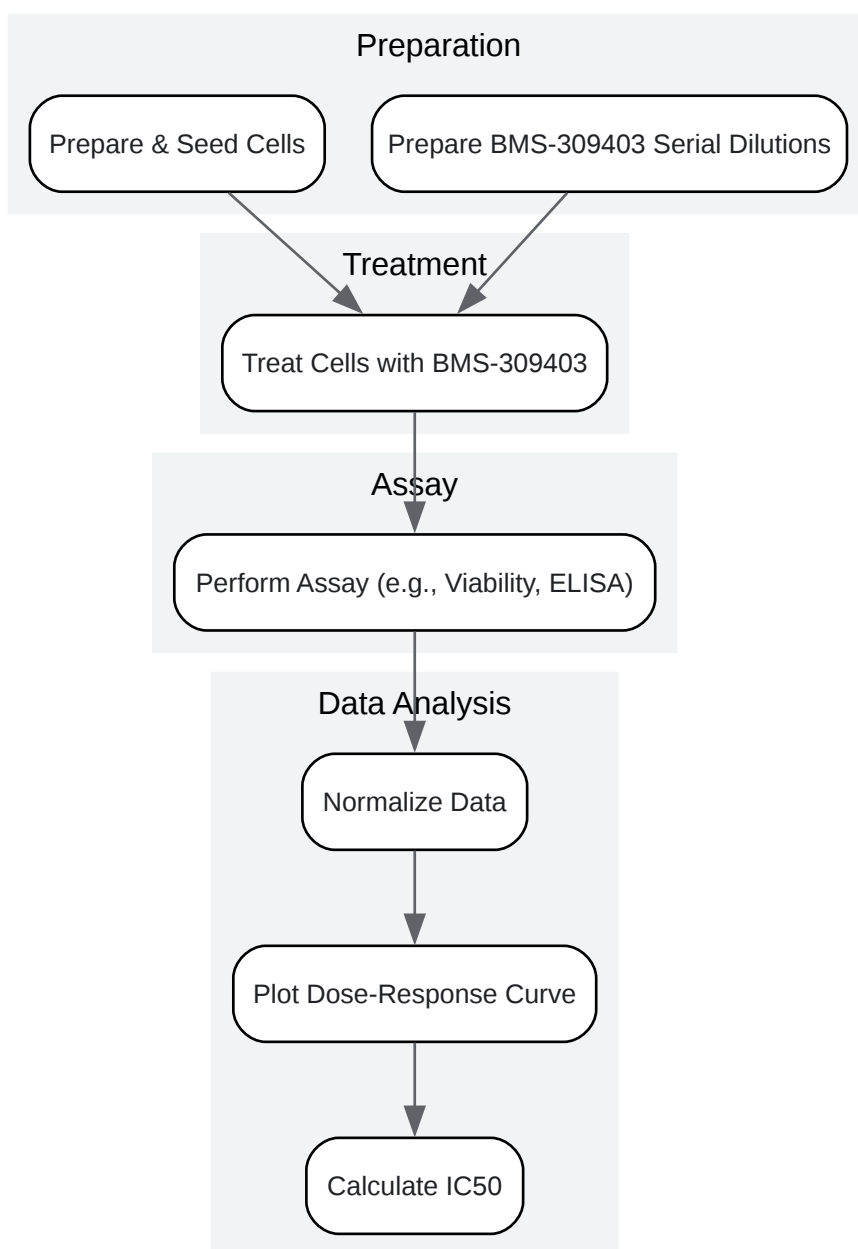 Preparation
Prepare & Seed Cells
Prepare BMS-309403 Serial Dilutions
Treatment
Treat Cells with BMS-309403
Assay
Perform Assay (e.g., Viability, ELISA)
Data Analysis
Normalize Data
Plot Dose-Response Curve
Calculate IC50